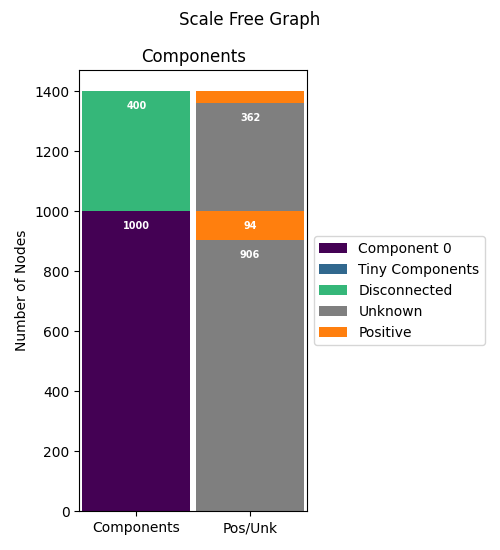 Scale Free Graph
Components
1400
1200
1000
800
600
400
200
0
Number of Nodes
400
1000
362
94
906
Components
Pos/Unk
Component 0
Tiny Components
Disconnected
Unknown
Positive